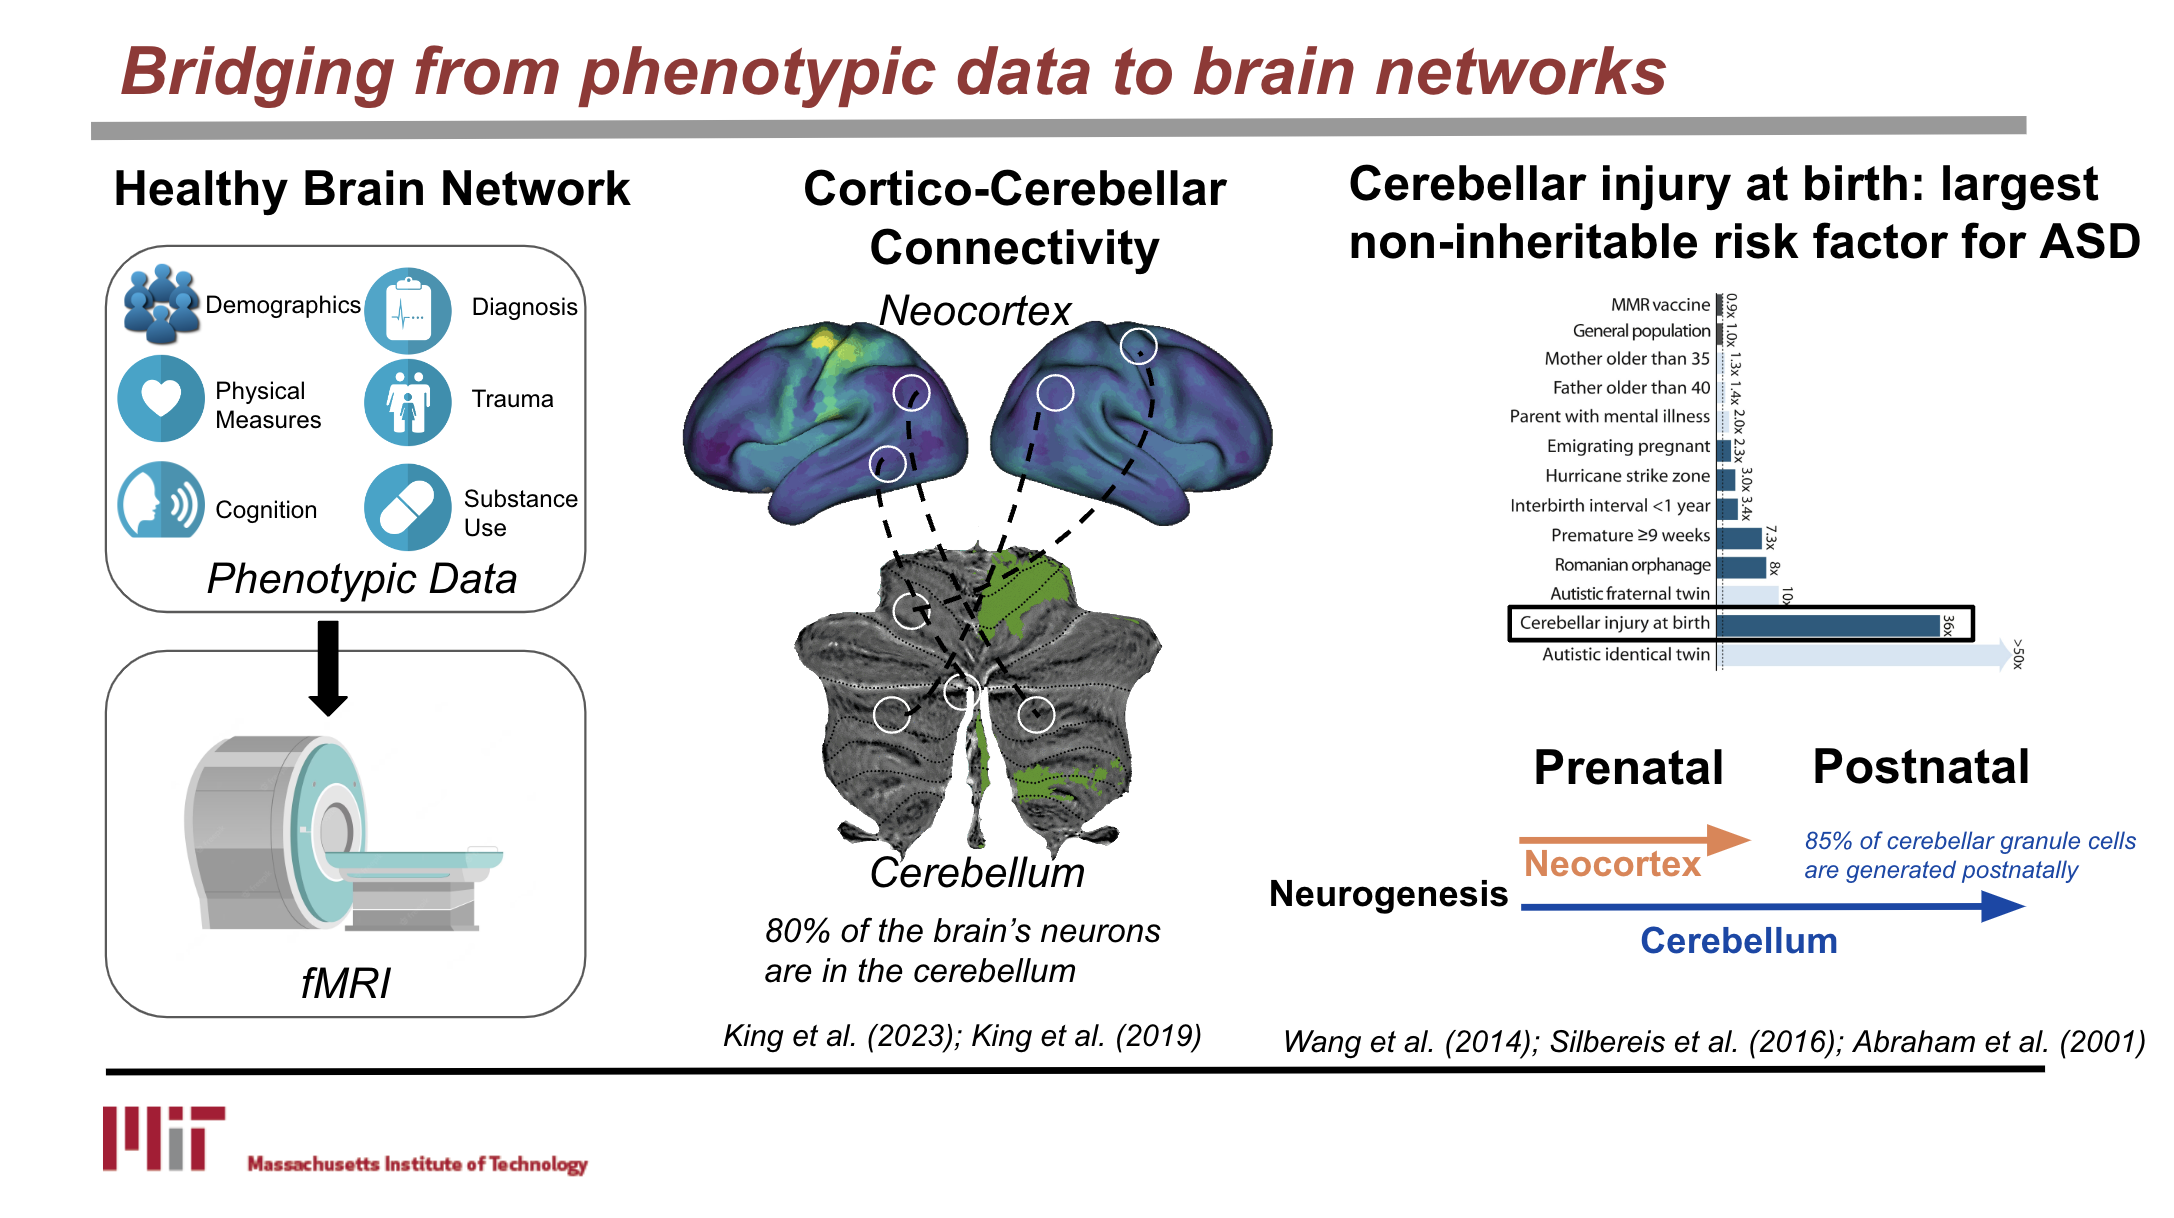 Bridging from phenotypic data to brain networks
Healthy Brain Network
Demographics
Diagnosis
Physical
Measures
Trauma
Cognition
Substance
Use
Phenotypic Data
fMRI
Cortico-Cerebellar
Connectivity
Neocortex
Cerebellum
80% of the brain’s neurons
are in the cerebellum
King et al. (2023); King et al. (2019)
Cerebellar injury at birth: largest
non-inheritable risk factor for ASD
MMR vaccine 0.9x
General population 1.0x
Mother older than 35 1.3x
Father older than 40 1.4x
Parent with mental illness 2.0x
Emigrating pregnant 2.3x
Hurricane strike zone 3.0x
Interbirth interval <1 year 3.4x
Premature ≥9 weeks 7.3x
Romanian orphanage 8x
Autistic fraternal twin 10x
Cerebellar injury at birth 36x
Autistic identical twin >50x
Prenatal Postnatal
Neocortex
85% of cerebellar granule cells
are generated postnatally
Neurogenesis
Cerebellum
Wang et al. (2014); Silbereis et al. (2016); Abraham et al. (2001)
MIT
Massachusetts Institute of Technology